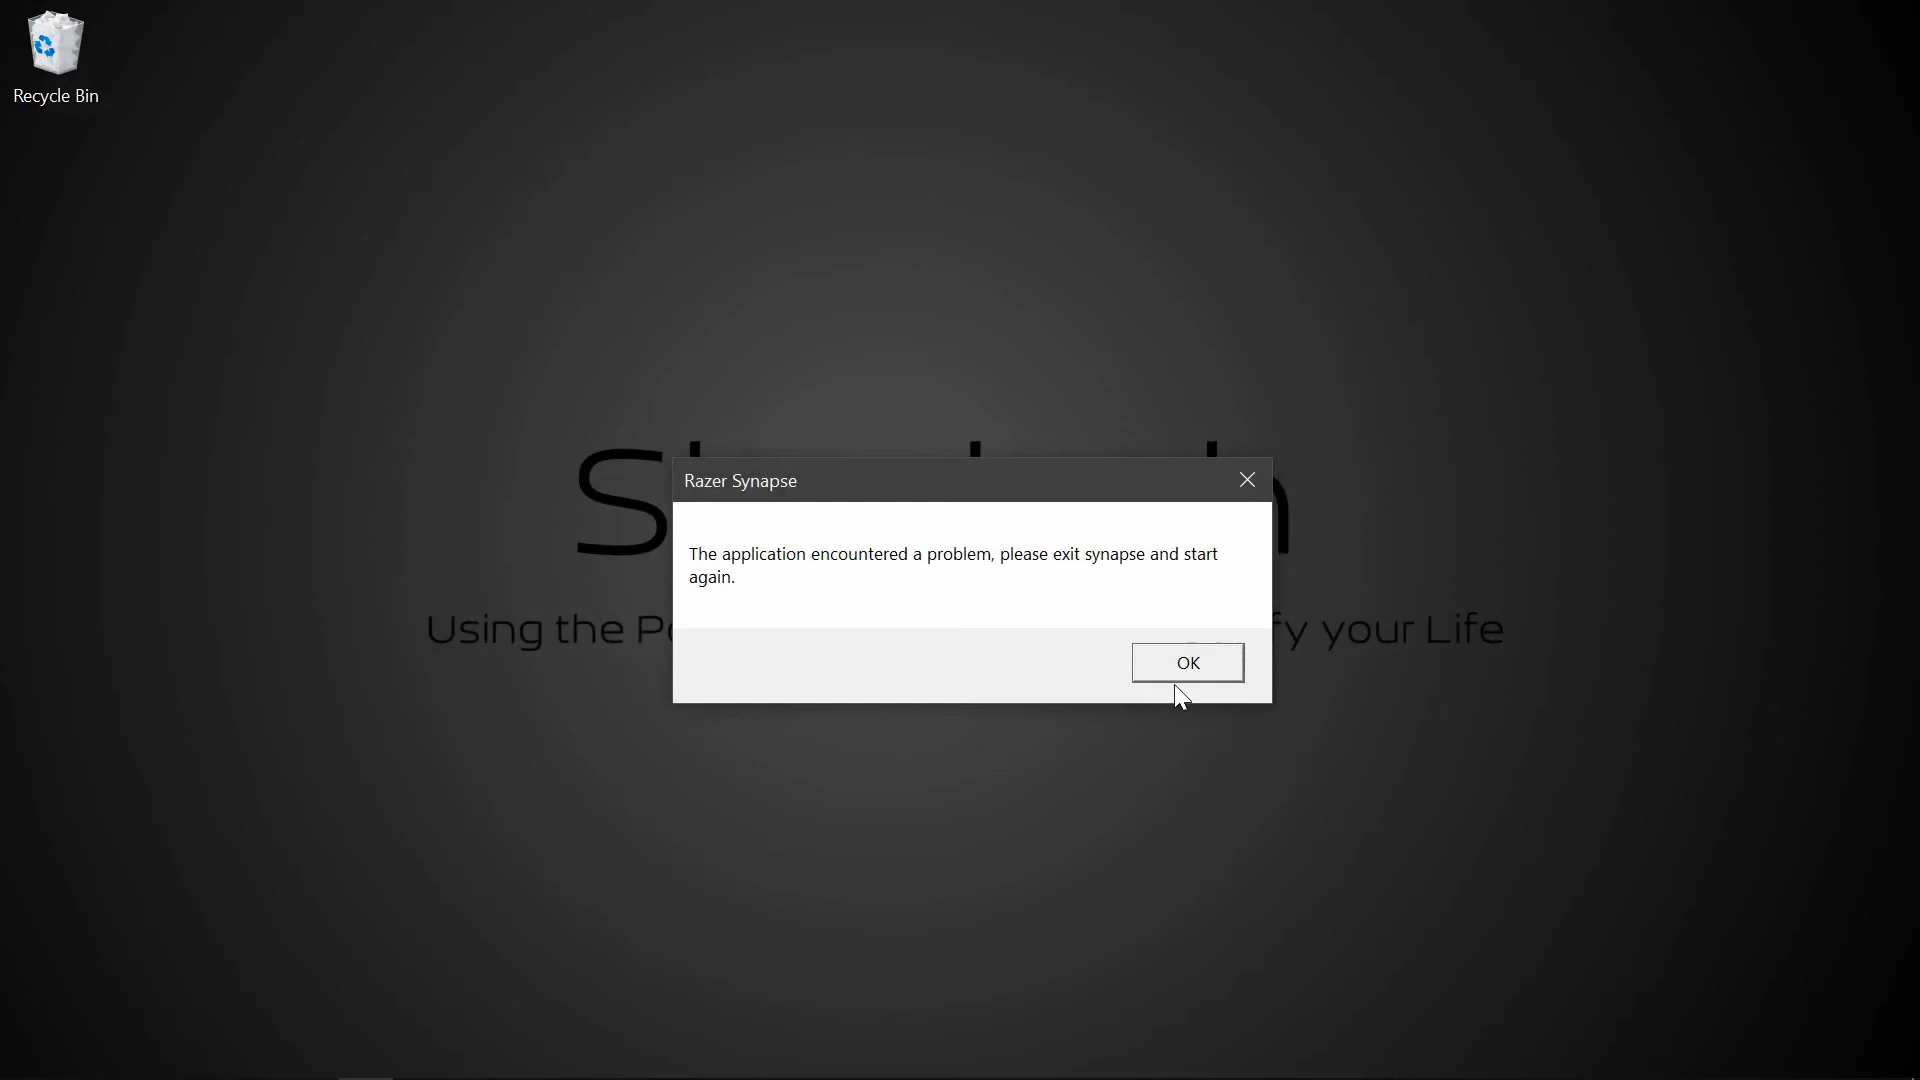 Recycle Bin
Razer Synapse
The application encountered a problem, please exit synapse and start
again.
Using the
your Life
OK